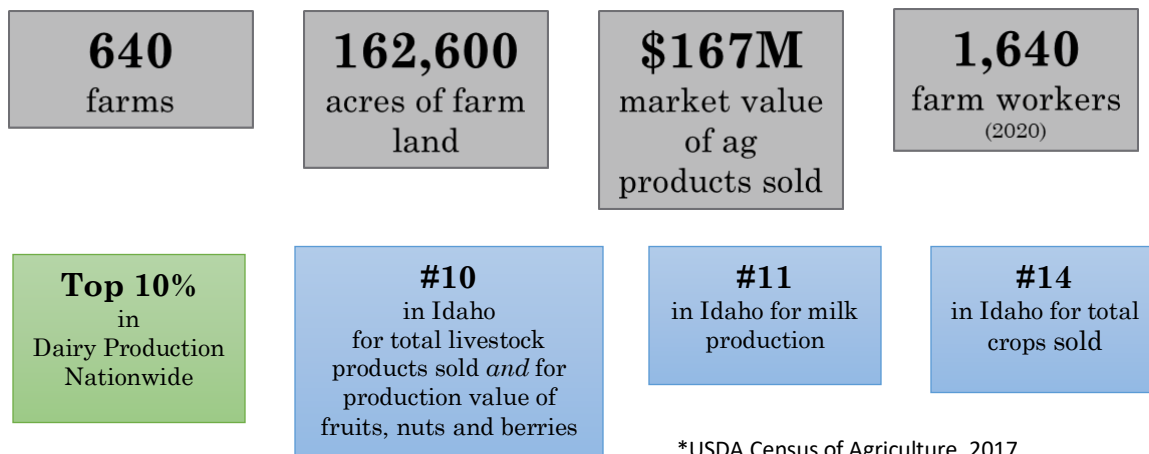 640
farms
162,600
acres of farm
land
$167M
market value
of ag
products sold
1,640
farm workers
(2020)
Top 10%
in
Dairy Production
Nationwide
#10
in Idaho
for total livestock
products sold and for
production value of
fruits, nuts and berries
#11
in Idaho for milk
production
#14
in Idaho for total
crops sold
*USDA Census of Agriculture, 2017